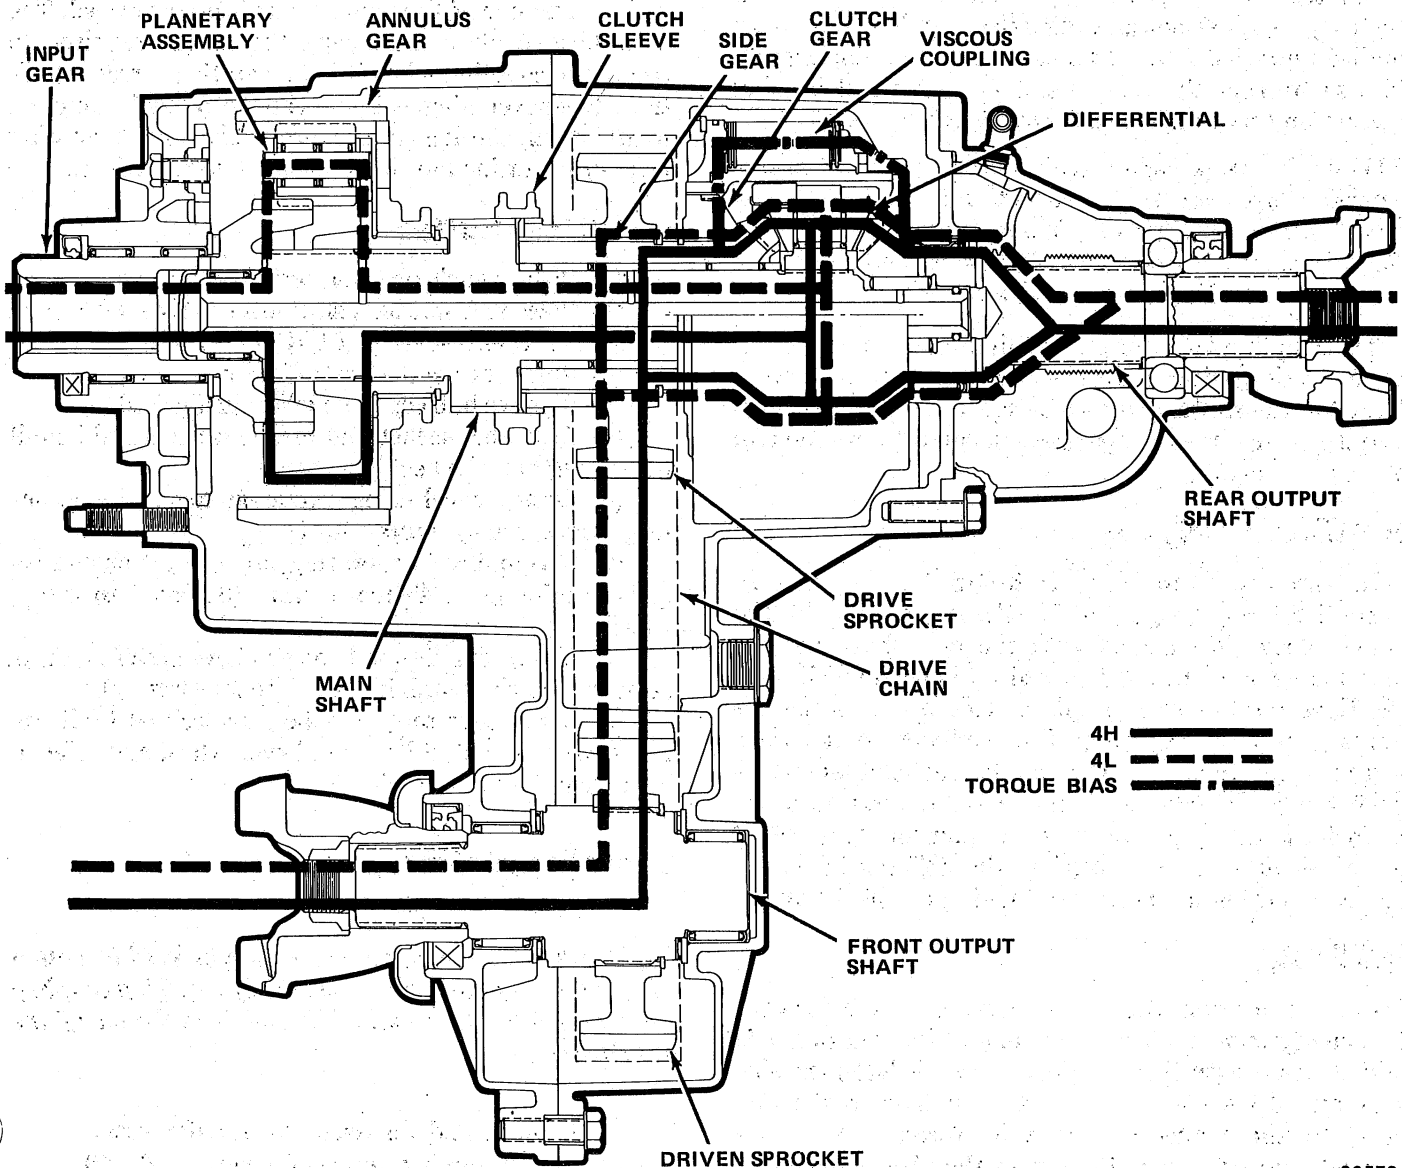 INPUT
GEAR
PLANETARY
ASSEMBLY
ANNULUS
GEAR
CLUTCH
SLEEVE
SIDE
GEAR
CLUTCH
GEAR
VISCOUS
COUPLING
DIFFERENTIAL
REAR OUTPUT
SHAFT
DRIVE
SPROCKET
DRIVE
CHAIN
MAIN
SHAFT
4H
4L
TORQUE BIAS
FRONT OUTPUT
SHAFT
DRIVEN SPROCKET